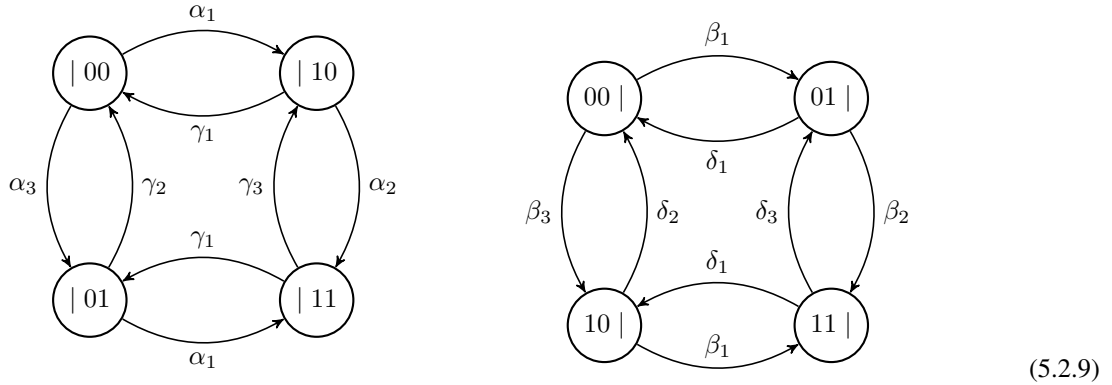 α₁
β₁
| 00
| 10
00 |
01 |
γ₁
δ₁
α₃
γ₂
γ₃
α₂
β₃
δ₂
δ₃
β₂
γ₁
δ₁
| 01
| 11
10 |
11 |
α₁
β₁
(5.2.9)